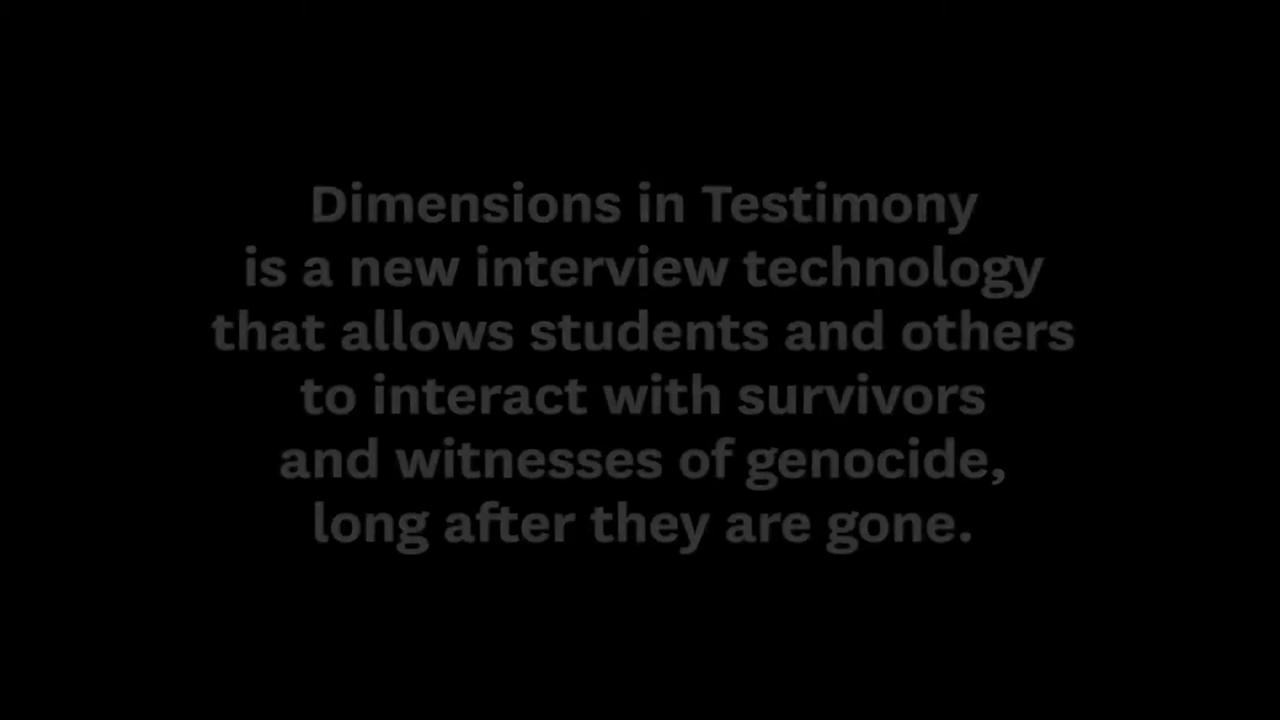 Dimensions in Testimony
is a new interview technology
that allows students and others
to interact with survivors
and witnesses of genocide,
long after they are gone.